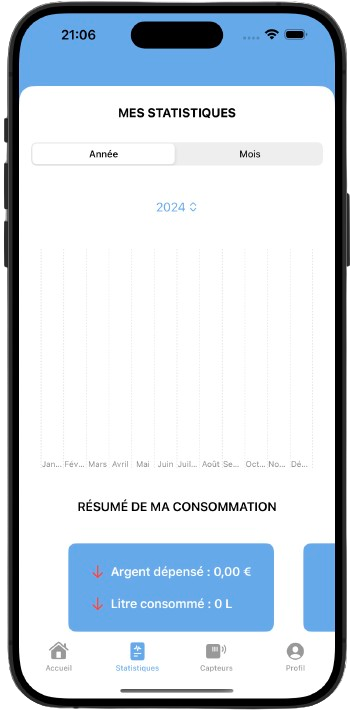 21:06
MES STATISTIQUES
Année Mois
2024
Jan... Fév... Mars Avril Mai Juin Juil... Août Se... Oct... No... Dé...
RÉSUMÉ DE MA CONSOMMATION
Argent dépensé : 0,00 €
Litre consommé : 0 L
Accueil Statistiques Capteurs Profil